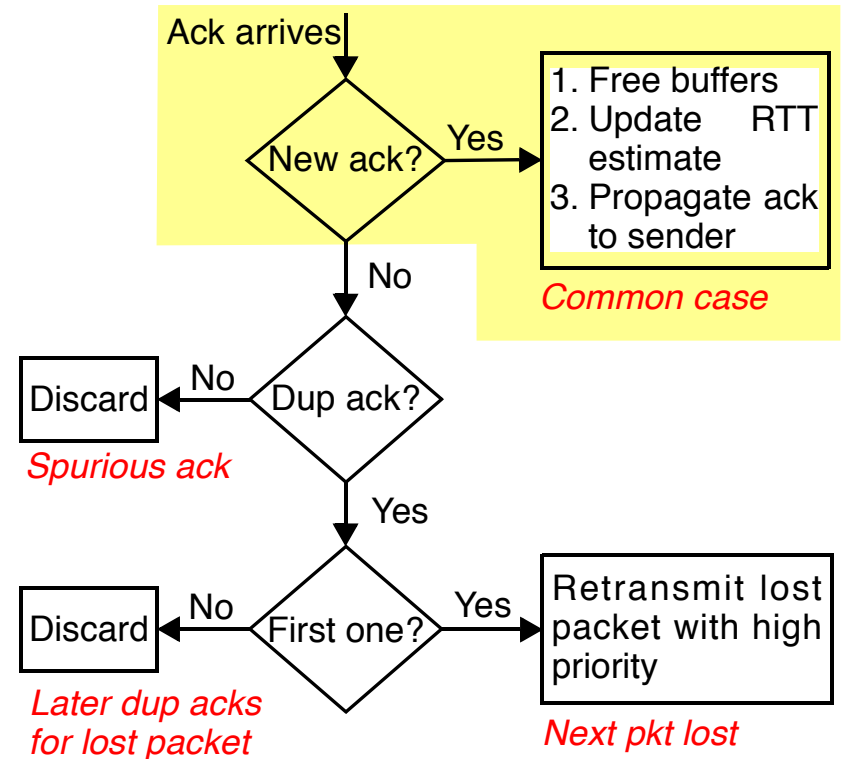 Ack arrives
New ack?
Yes
1. Free buffers
2. Update RTT
estimate
3. Propagate ack
to sender
Common case
No
Dup ack?
No
Discard
Spurious ack
Yes
First one?
No
Discard
Later dup acks
for lost packet
Yes
Retransmit lost
packet with high
priority
Next pkt lost